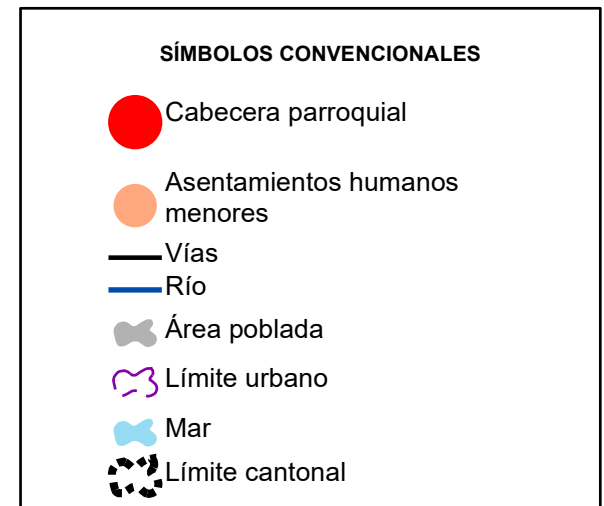 SÍMBOLOS CONVENCIONALES
Cabecera parroquial
Asentamientos humanos
menores
Vías
Río
Área poblada
Límite urbano
Mar
Límite cantonal